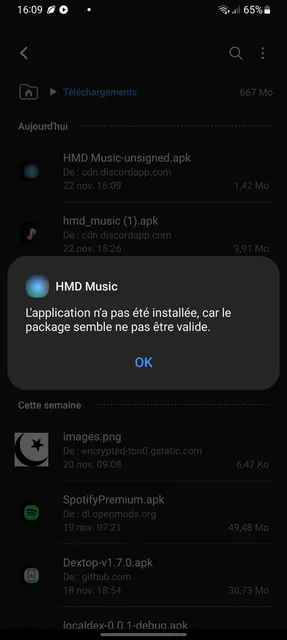 16:09
65%
Téléchargements
667 Mo
Aujourd'hui
HMD Music-unsigned.apk
De : cdn.discordapp.com
22 nov. 16:09
1,42 Mo
hmd_music (1).apk
De : cdn.discordapp.com
22 nov. 15:26
9,91 Mo
HMD Music
L'application n'a pas été installée, car le
package semble ne pas être valide.
OK
Cette semaine
images.png
De : encrypted-tbn0.gstatic.com
20 nov. 09:08
6,47 Ko
SpotifyPremium.apk
De : dl.openmods.org
19 nov. 07:21
49,48 Mo
Dextop-v1.7.0.apk
De : github.com
18 nov. 18:54
30,73 Mo
localdex-0.0.1-debug.apk